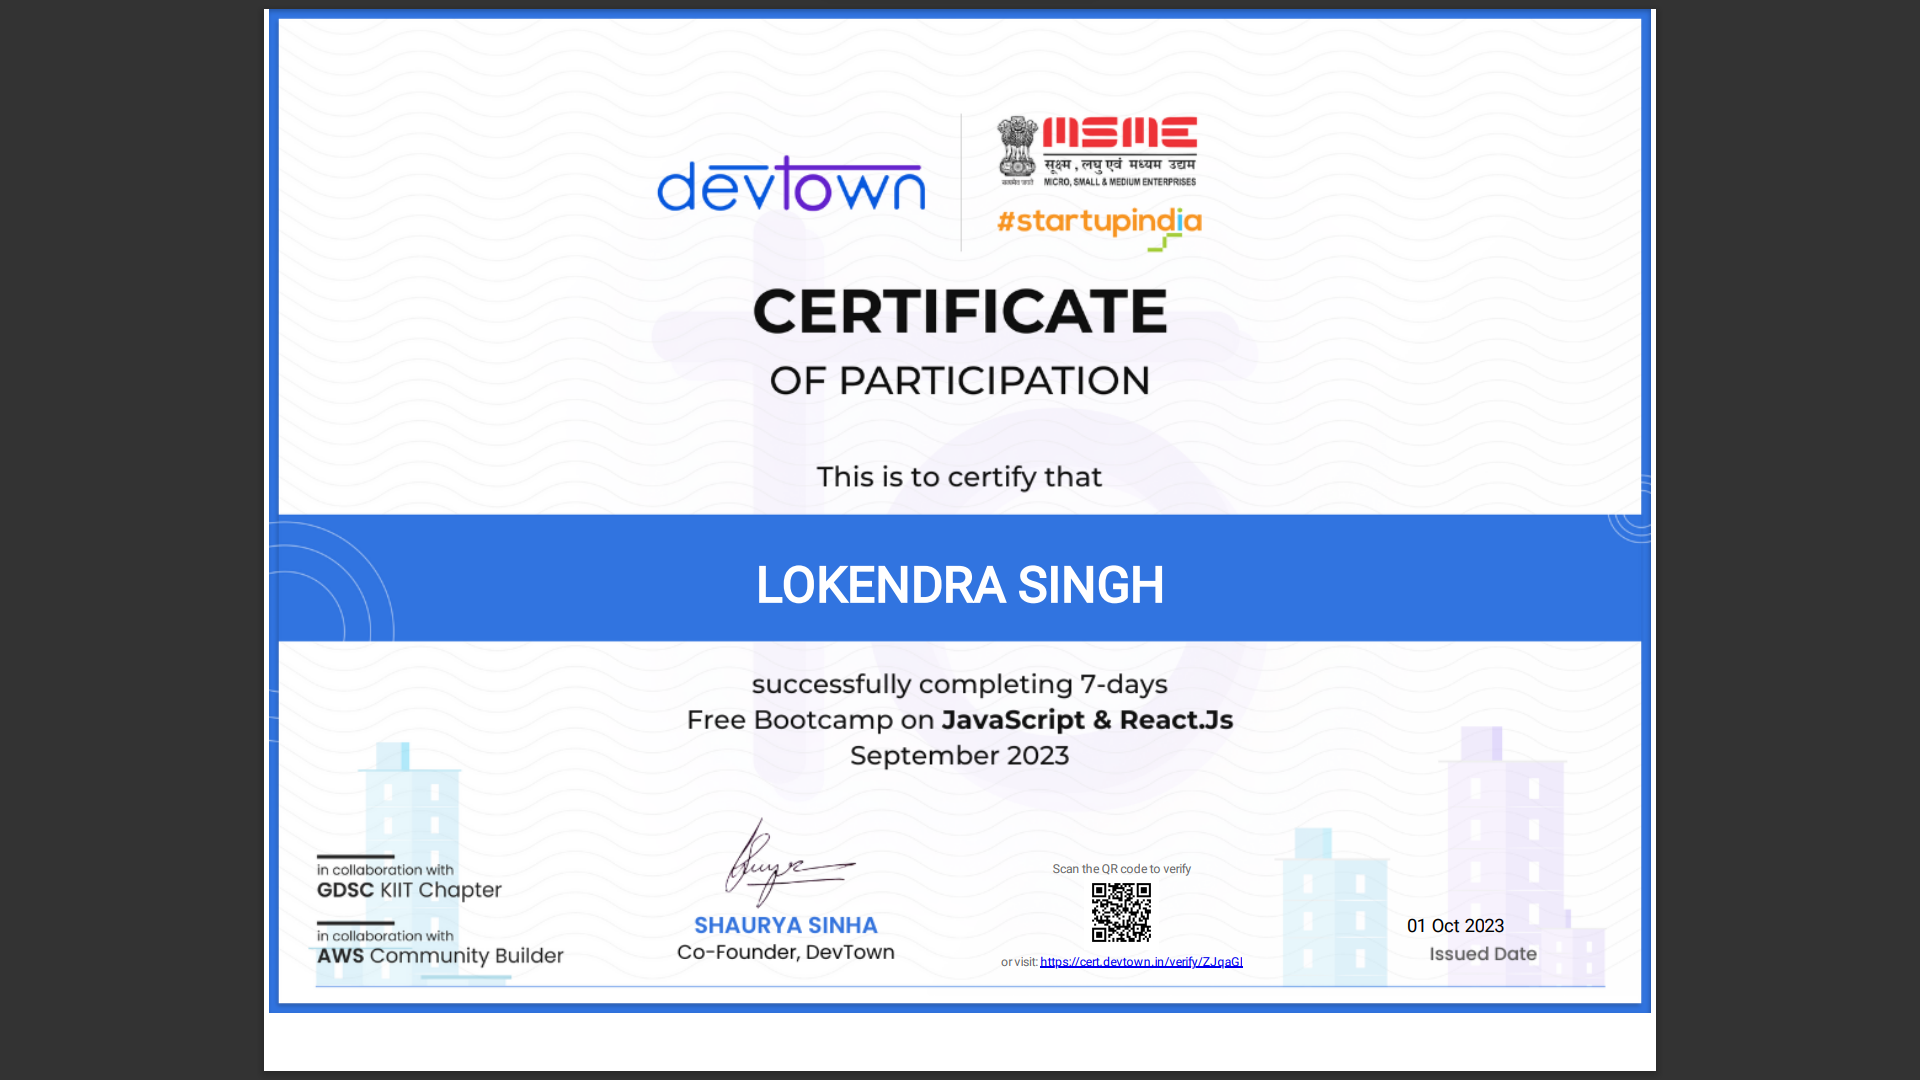 devtown
MSME
सूक्ष्म, लघु एवं मध्यम उद्यम
MICRO, SMALL & MEDIUM ENTERPRISES
#startupindia
CERTIFICATE
OF PARTICIPATION
This is to certify that
LOKENDRA SINGH
successfully completing 7-days
Free Bootcamp on JavaScript & React.Js
September 2023
in collaboration with
GDSC KIIT Chapter
in collaboration with
AWS Community Builder
SHAURYA SINHA
Co-Founder, DevTown
Scan the QR code to verify
or visit: https://cert.devtown.in/verify/ZJqaGI
01 Oct 2023
Issued Date